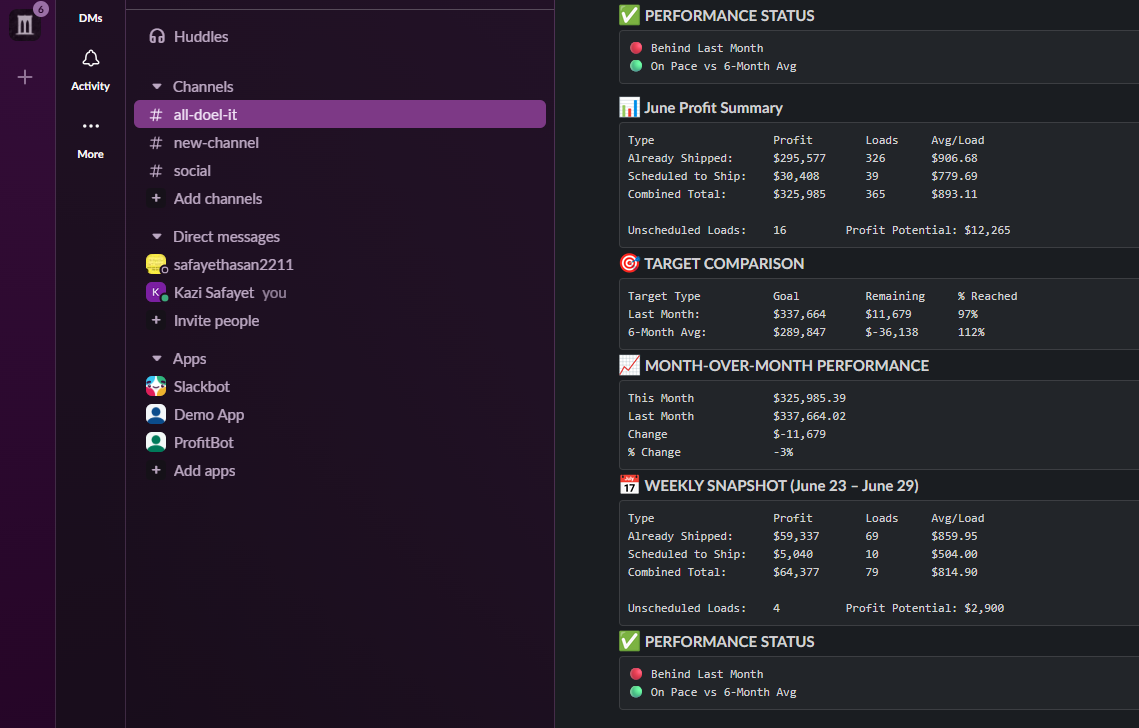 6
DMs
Activity
More
Huddles
Channels
# all-doel-it
# new-channel
# social
+ Add channels
Direct messages
safayethasan2211
K Kazi Safayet you
+ Invite people
Apps
Slackbot
Demo App
ProfitBot
+ Add apps
PERFORMANCE STATUS
Behind Last Month
On Pace vs 6-Month Avg
June Profit Summary
Type Profit Loads Avg/Load
Already Shipped: $295,577 326 $906.68
Scheduled to Ship: $30,408 39 $779.69
Combined Total: $325,985 365 $893.11
Unscheduled Loads: 16 Profit Potential: $12,265
TARGET COMPARISON
Target Type Goal Remaining % Reached
Last Month: $337,664 $11,679 97%
6-Month Avg: $289,847 $-36,138 112%
MONTH-OVER-MONTH PERFORMANCE
This Month $325,985.39
Last Month $337,664.02
Change $-11,679
% Change -3%
17 WEEKLY SNAPSHOT (June 23 – June 29)
Type Profit Loads Avg/Load
Already Shipped: $59,337 69 $859.95
Scheduled to Ship: $5,040 10 $504.00
Combined Total: $64,377 79 $814.90
Unscheduled Loads: 4 Profit Potential: $2,900
PERFORMANCE STATUS
Behind Last Month
On Pace vs 6-Month Avg